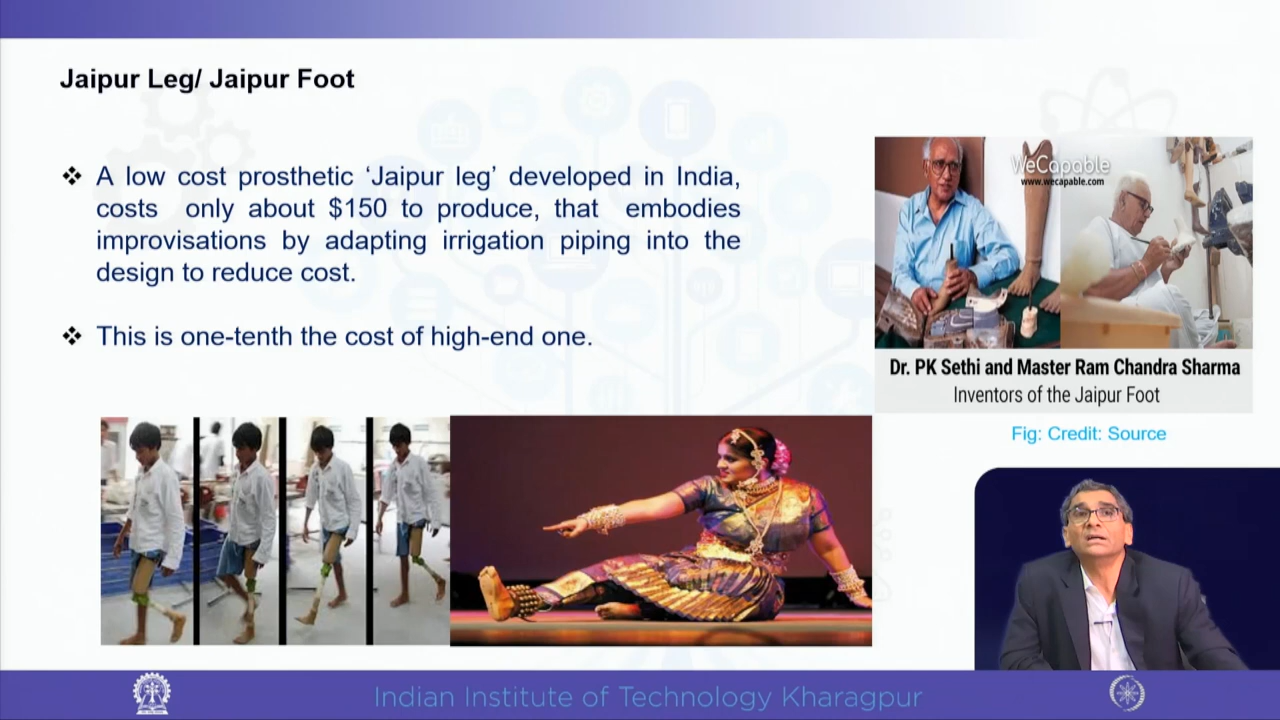 Jaipur Leg/ Jaipur Foot
❖ A low cost prosthetic ‘Jaipur leg’ developed in India,
costs only about $150 to produce, that embodies
improvisations by adapting irrigation piping into the
design to reduce cost.
❖ This is one-tenth the cost of high-end one.
WeCapable
www.wecapable.com
Dr. PK Sethi and Master Ram Chandra Sharma
Inventors of the Jaipur Foot
Fig: Credit: Source
Indian Institute of Technology Kharagpur